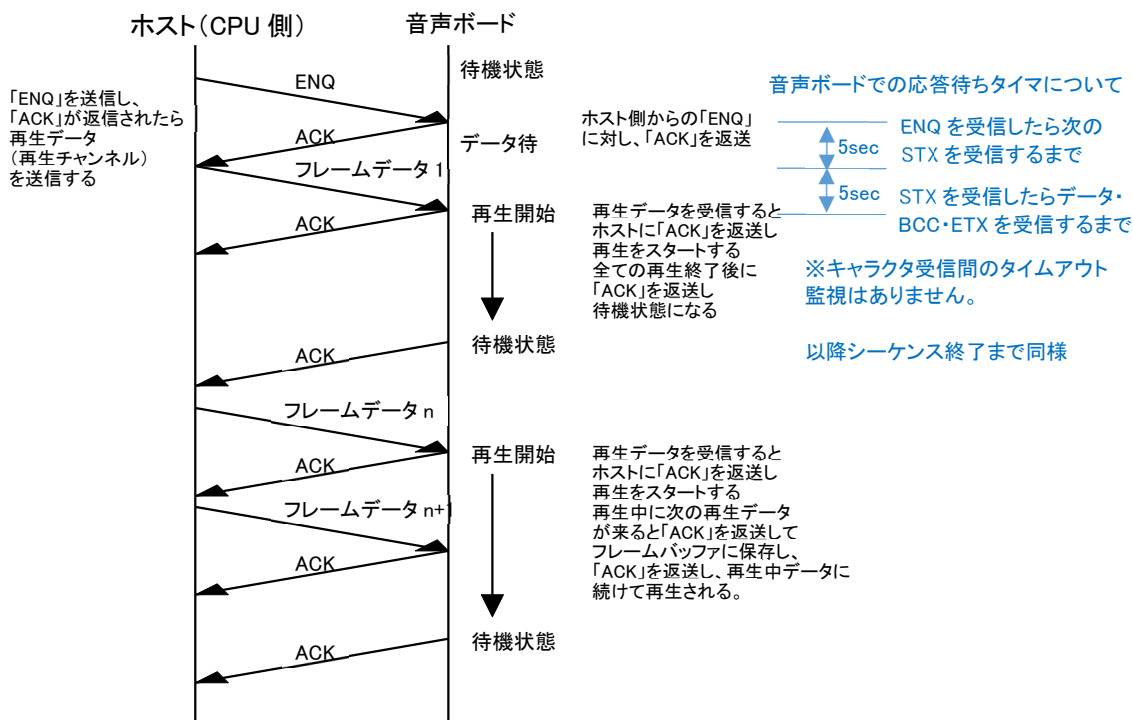 ホスト（CPU 側）
音声ボード
待機状態
ENQ
「ENQ」を送信し、
「ACK」が返信されたら
再生データ
（再生チャンネル）
を送信する
ACK
データ待
ホスト側からの「ENQ」
に対し、「ACK」を返送
フレームデータ 1
再生開始
ACK
再生データを受信すると
ホストに「ACK」を返送し
再生をスタートする
全ての再生終了後に
「ACK」を返送し
待機状態になる
待機状態
ACK
フレームデータ n
再生開始
ACK
フレームデータ n+1
ACK
再生データを受信すると
ホストに「ACK」を返送し
再生をスタートする
再生中に次の再生データ
が来ると「ACK」を返送して
フレームバッファに保存し、
「ACK」を返送し、再生中データに
続けて再生される。
待機状態
ACK
音声ボードでの応答待ちタイマについて
5sec
ENQ を受信したら次の
STX を受信するまで
5sec
STX を受信したらデータ・
BCC・ETX を受信するまで
※キャラクタ受信間のタイムアウト
監視はありません。
以降シーケンス終了まで同様